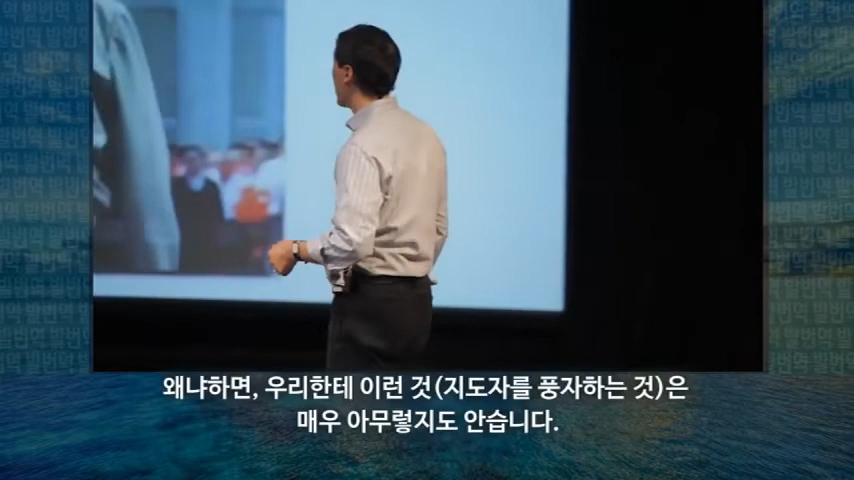 왜냐하면, 우리한테 이런 것(지도자를 풍자하는 것)은
매우 아무렇지도 안습니다.